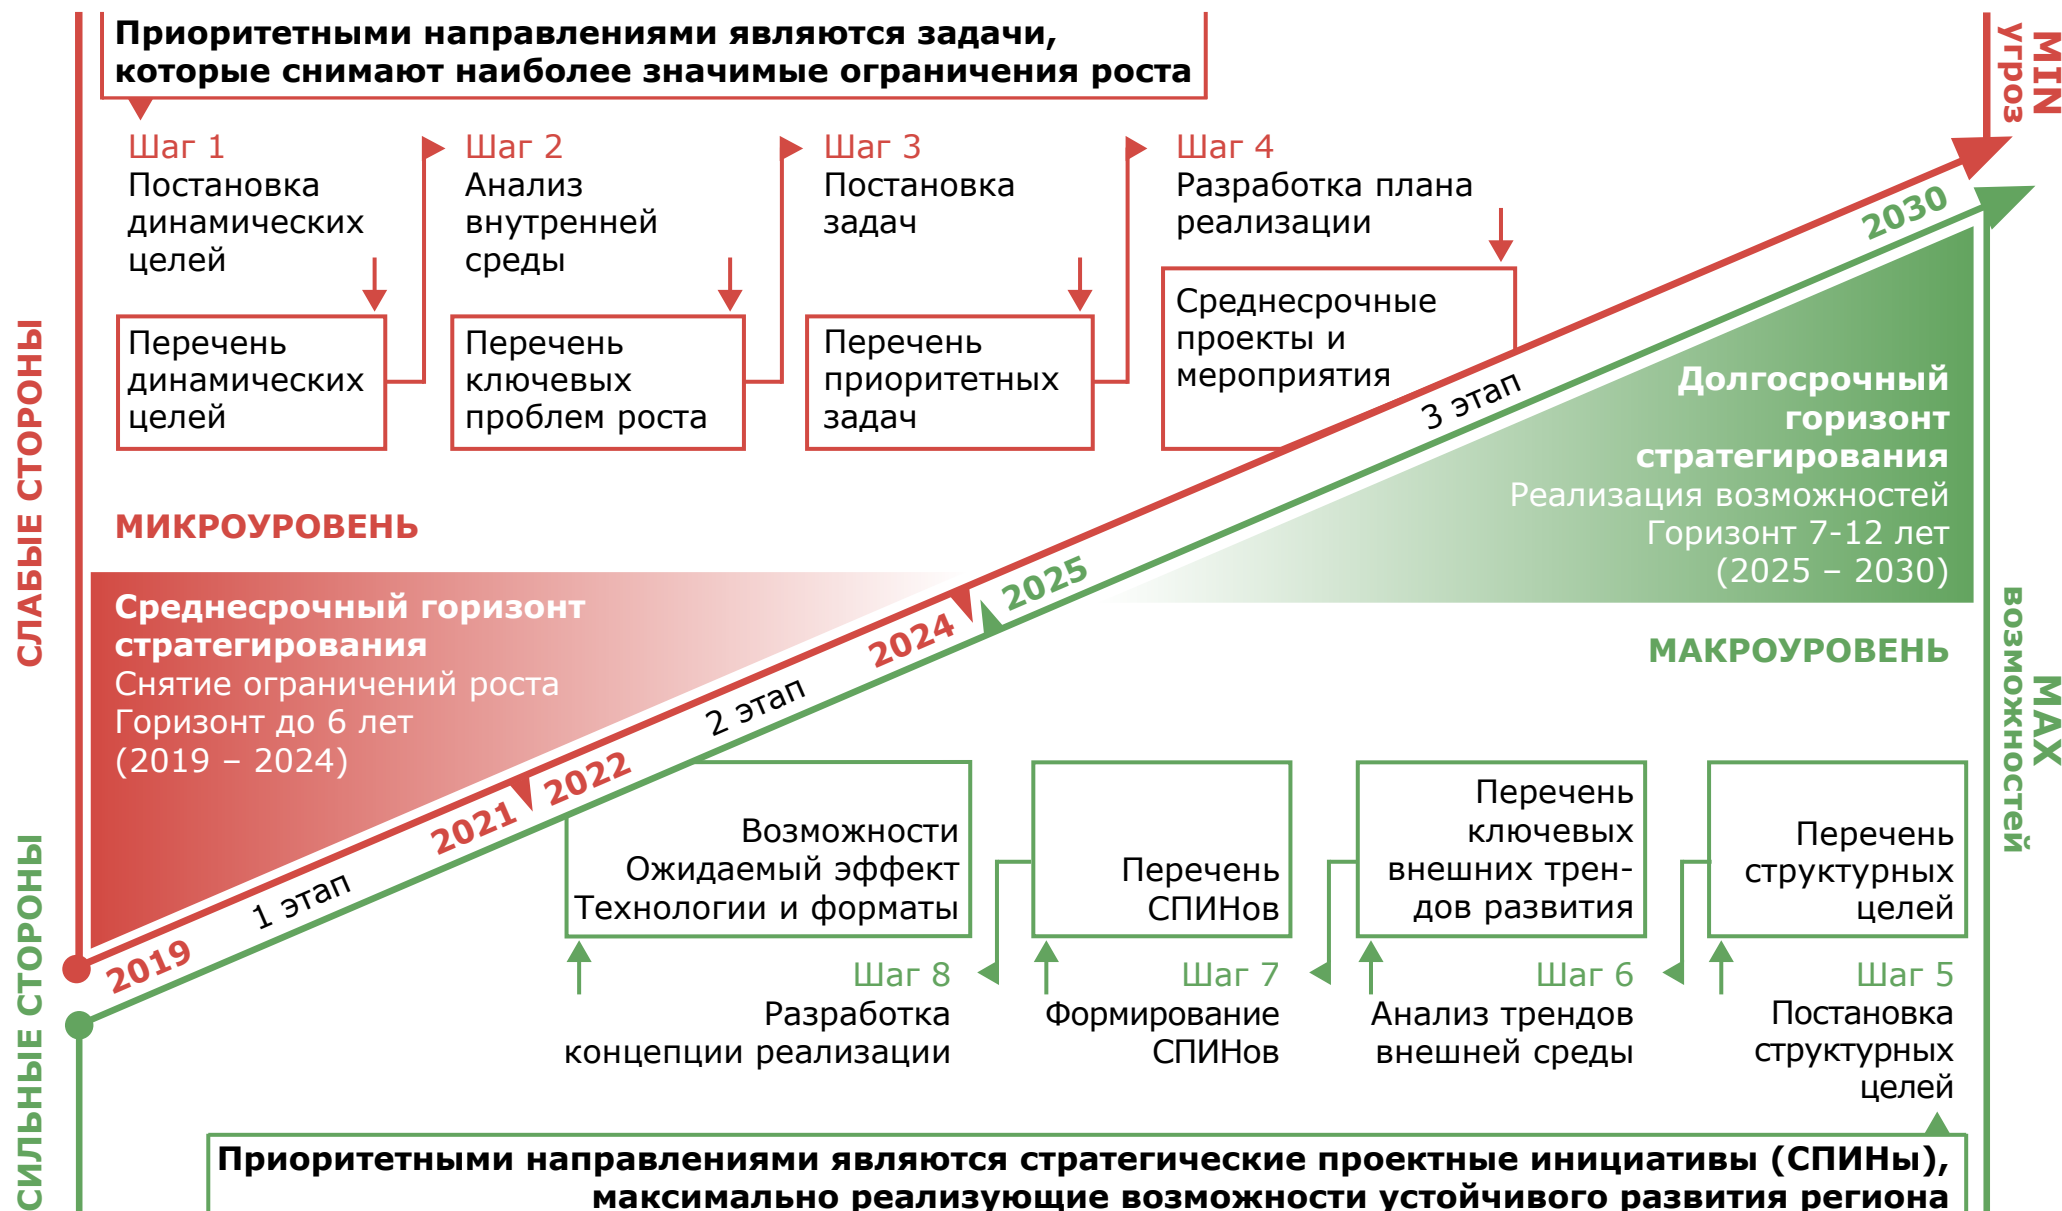 Приоритетными направлениями являются задачи,
которые снимают наиболее значимые ограничения роста
MIN
угроз
Шаг 1
Постановка
динамических
целей
Перечень
динамических
целей
Шаг 2
Анализ
внутренней
среды
Перечень
ключевых
проблем роста
Шаг 3
Постановка
задач
Перечень
приоритетных
задач
Шаг 4
Разработка плана
реализации
Среднесрочные
проекты и
мероприятия
СЛАБЫЕ СТОРОНЫ
МИКРОУРОВЕНЬ
Среднесрочный горизонт
стратегирования
Снятие ограничений роста
Горизонт до 6 лет
(2019 – 2024)
2019
1 этап
2021
2022
2 этап
2024
2025
3 этап
2030
Долгосрочный
горизонт
стратегирования
Реализация возможностей
Горизонт 7-12 лет
(2025 – 2030)
МАКРОУРОВЕНЬ
MAX
возможностей
СИЛЬНЫЕ СТОРОНЫ
Возможности
Ожидаемый эффект
Технологии и форматы
Шаг 8
Разработка
концепции реализации
Перечень
СПИНов
Шаг 7
Формирование
СПИНов
Перечень
ключевых
внешних трен-
дов развития
Шаг 6
Анализ трендов
внешней среды
Перечень
структурных
целей
Шаг 5
Постановка
структурных
целей
Приоритетными направлениями являются стратегические проектные инициативы (СПИНы),
максимально реализующие возможности устойчивого развития региона